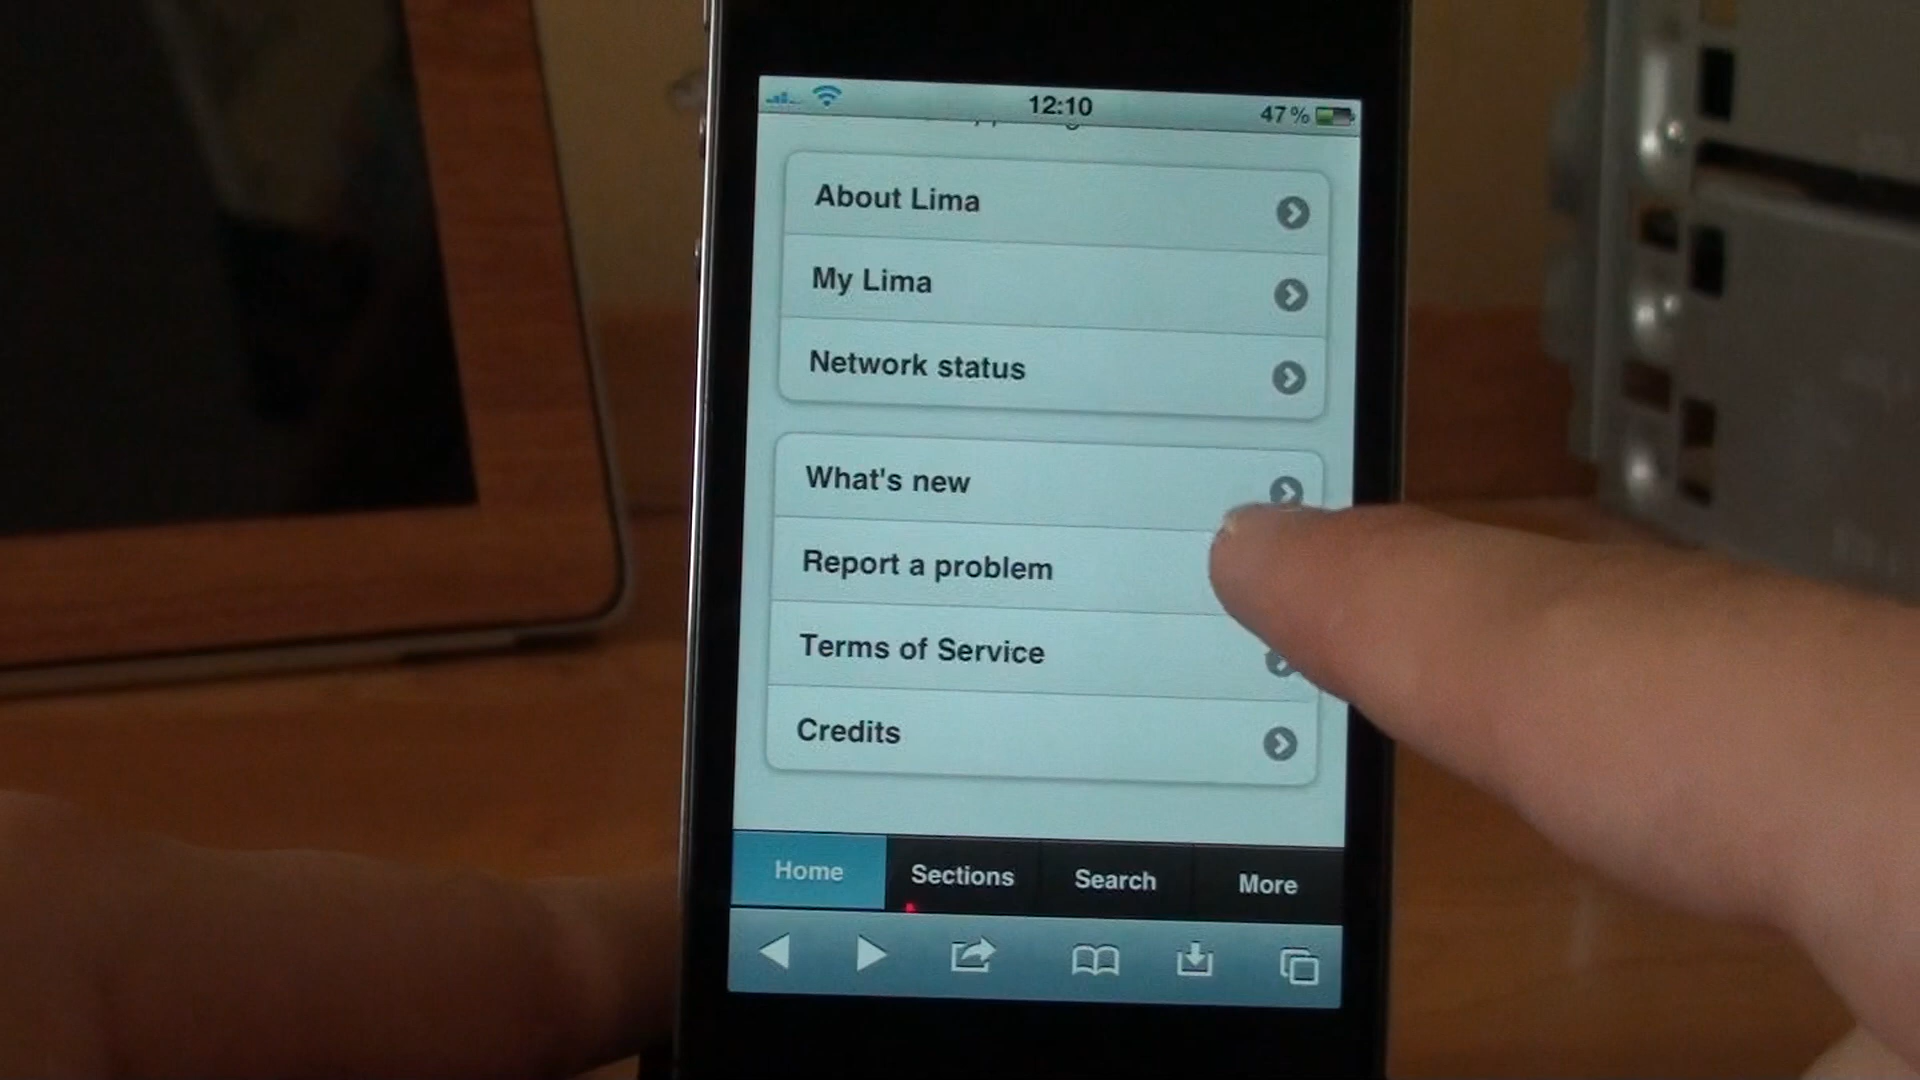 12:10
47%
About Lima
My Lima
Network status
What's new
Report a problem
Terms of Service
Credits
Home
Sections
Search
More